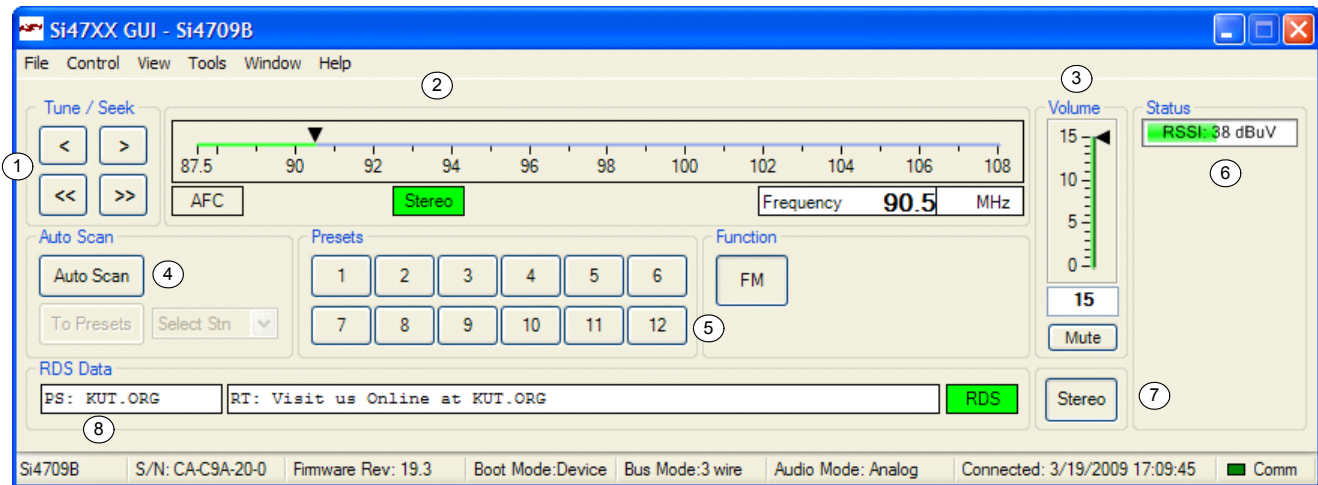 Si47XX GUI - Si4709B
File Control View Tools Window Help
2
3
Tune / Seek
Volume
Status
< >
87.5 90 92 94 96 98 100 102 104 106 108
15
10
5
0
RSSI: 38 dBuV
1
6
<< >>
AFC
Stereo
Frequency 90.5 MHz
Auto Scan
Presets
Function
Auto Scan
4
1 2 3 4 5 6
FM
15
To Presets
Select Stn
7 8 9 10 11 12
5
Mute
RDS Data
PS: KUT.ORG
RT: Visit us Online at KUT.ORG
RDS
Stereo
7
8
Si4709B S/N: CA-C9A-20-0 Firmware Rev: 19.3 Boot Mode:Device Bus Mode:3 wire Audio Mode: Analog Connected: 3/19/2009 17:09:45 Comm